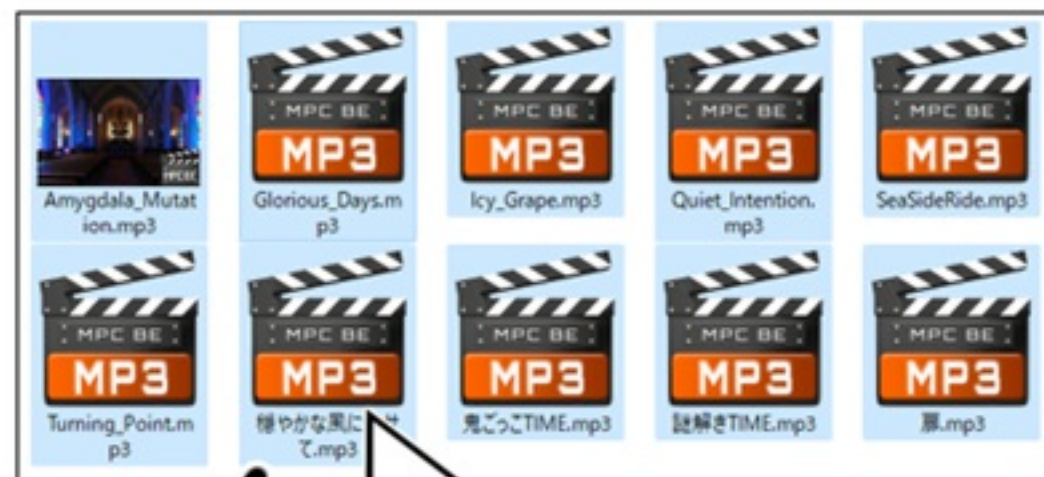 MPC BE
MP3
MPC BE
MP3
MPC BE
MP3
MPC BE
MP3
MPCBE
Amygdala_Mutat
ion.mp3
Glorious_Days.m
p3
Icy_Grape.mp3
Quiet_Intention.
mp3
SeaSideRide.mp3
MPC BE
MP3
MPC BE
MP3
MPC BE
MP3
MPC BE
MP3
MPC BE
MP3
Turning_Point.m
p3
穏やかな風に
て.mp3
鬼ごっこTIME.mp3
謎解きTIME.mp3
扉.mp3